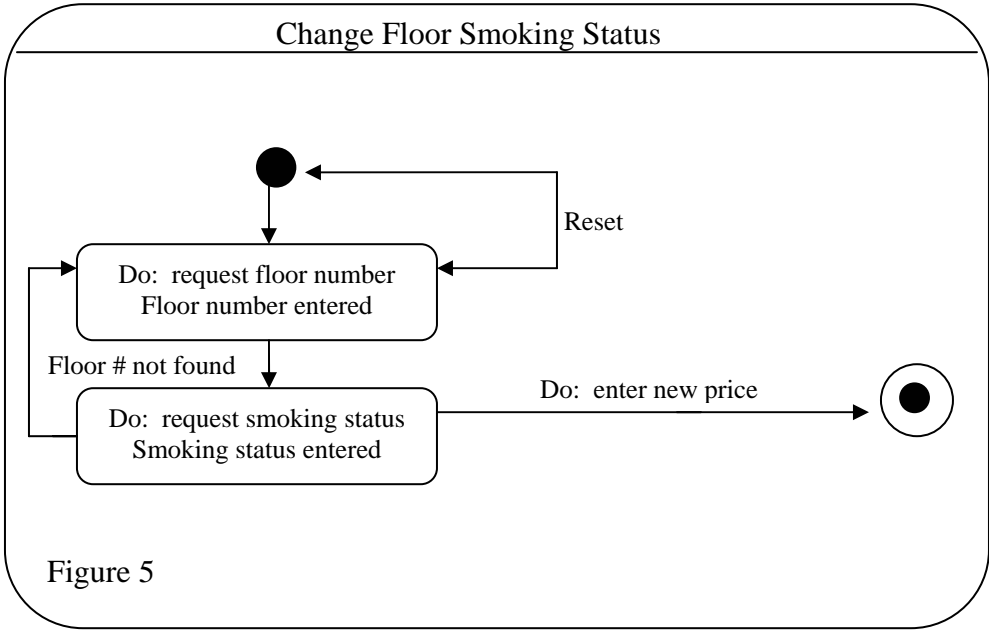 Change Floor Smoking Status
Reset
Do: request floor number
Floor number entered
Floor # not found
Do: request smoking status
Smoking status entered
Do: enter new price
Figure 5